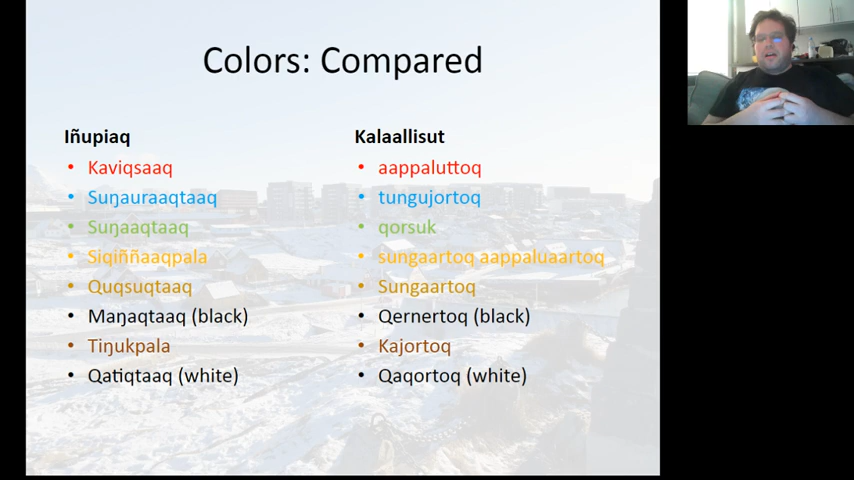 Colors: Compared
Iñupiaq
• Kaviqsaaq
• Suŋauraaqtaaq
• Suŋaaqtaaq
• Siqiññaaqpala
• Quqsuqtaaq
• Maŋaqtaaq (black)
• Tiŋukpala
• Qatiqtaaq (white)
Kalaallisut
• aappaluttoq
• tungujortoq
• qorsuk
• sungaartoq aappaluaartoq
• Sungaartoq
• Qernertoq (black)
• Kajortoq
• Qaqortoq (white)